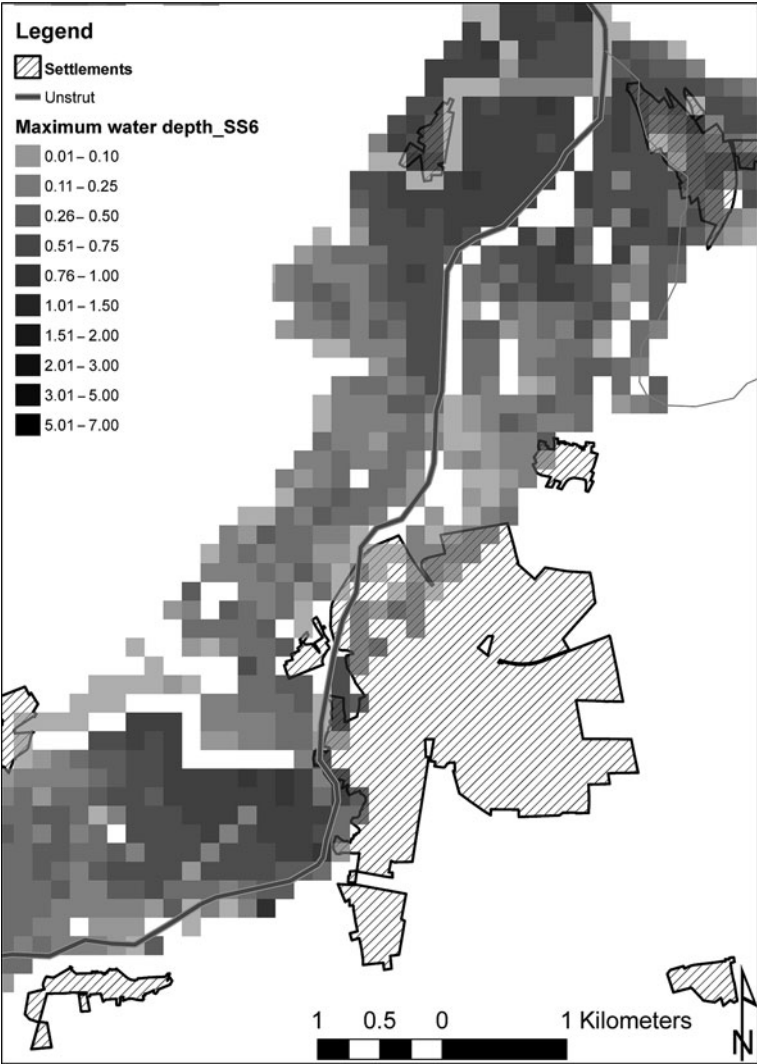 Legend
Settlements
Unstrut
Maximum water depth_SS6
0.01 – 0.10
0.11 – 0.25
0.26 – 0.50
0.51 – 0.75
0.76 – 1.00
1.01 – 1.50
1.51 – 2.00
2.01 – 3.00
3.01 – 5.00
5.01 – 7.00
1 0.5 0 1 Kilometers
N